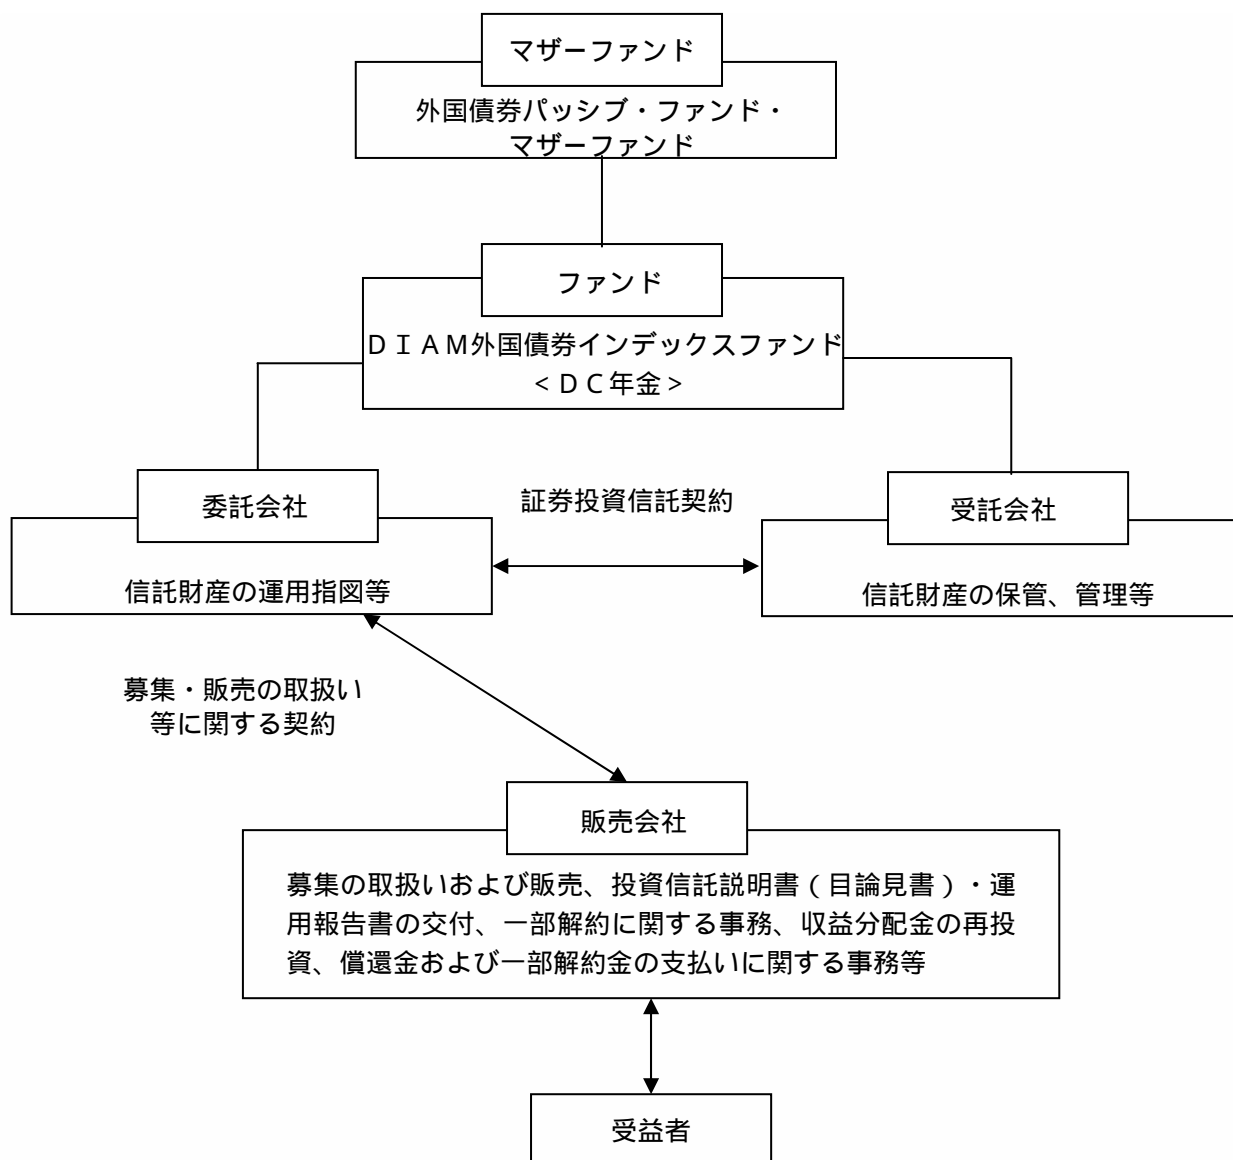 マザーファンド
外国債券パッシブ・ファンド・
マザーファンド
ファンド
ＤＩＡＭ外国債券インデックスファンド
＜ＤＣ年金＞
委託会社
証券投資信託契約
受託会社
信託財産の運用指図等
信託財産の保管、管理等
募集・販売の取扱い
等に関する契約
販売会社
募集の取扱いおよび販売、投資信託説明書（目論見書）・運
用報告書の交付、一部解約に関する事務、収益分配金の再投
資、償還金および一部解約金の支払いに関する事務等
受益者